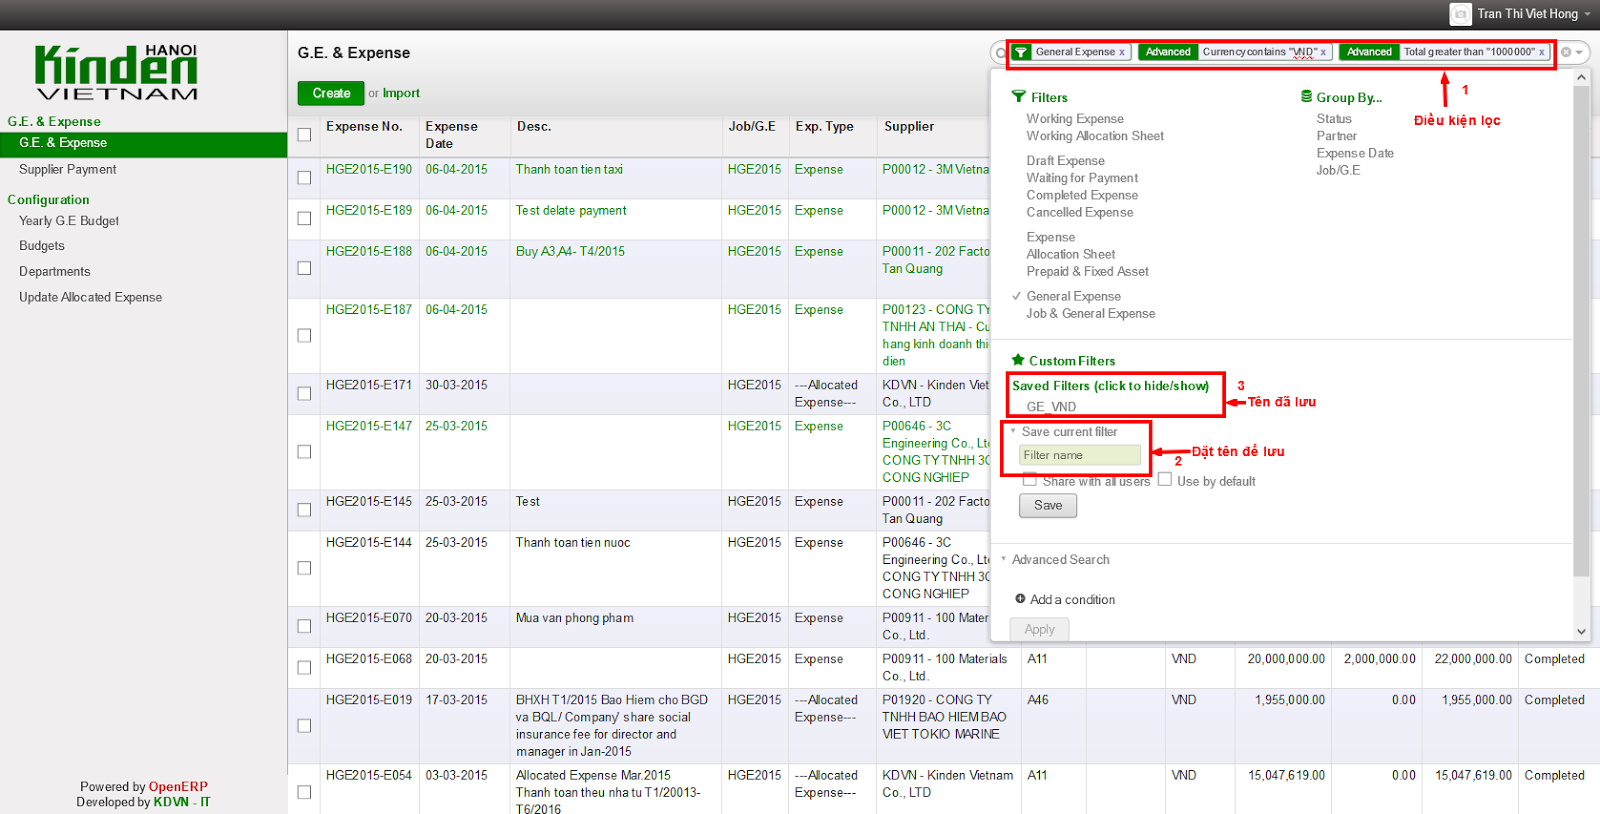 Tran Thi Viet Hong
HANOI
Kinden
VIETNAM
G.E. & Expense
G.E. & Expense
Supplier Payment
Configuration
Yearly G.E Budget
Budgets
Departments
Update Allocated Expense
Powered by OpenERP
Developed by KDVN - IT
G.E. & Expense
Create or Import
General Expense x Advanced Currency contains "VND" x Advanced Total greater than "1000000" x
1
Điều kiện lọc
Filters
Working Expense
Working Allocation Sheet
Draft Expense
Waiting for Payment
Completed Expense
Cancelled Expense
Expense
Allocation Sheet
Prepaid & Fixed Asset
General Expense
Job & General Expense
Group By...
Status
Partner
Expense Date
Job/G.E
Custom Filters
Saved Filters (click to hide/show)
GE_VND
3
Tên đã lưu
Save current filter
Filter name
Đặt tên để lưu
2
Share with all users Use by default
Save
Advanced Search
Add a condition
Apply
Expense No. Expense Date Desc. Job/G.E Exp. Type Supplier
HGE2015-E190 06-04-2015 Thanh toan tien taxi HGE2015 Expense P00012 - 3M Vietna
HGE2015-E189 06-04-2015 Test delate payment HGE2015 Expense P00012 - 3M Vietna
HGE2015-E188 06-04-2015 Buy A3,A4- T4/2015 HGE2015 Expense P00011 - 202 Facto
Tan Quang
HGE2015-E187 06-04-2015 HGE2015 Expense P00123 - CONG TY
TNHH AN THAI - Cu
hang kinh doanh thi
dien
HGE2015-E171 30-03-2015 HGE2015 ---Allocated KDVN - Kinden Viet
Expense--- Co., LTD
HGE2015-E147 25-03-2015 HGE2015 Expense P00646 - 3C
Engineering Co., Lt
CONG TY TNHH 3C
CONG NGHIEP
HGE2015-E145 25-03-2015 Test HGE2015 Expense P00011 - 202 Facto
Tan Quang
HGE2015-E144 25-03-2015 Thanh toan tien nuoc HGE2015 Expense P00646 - 3C
Engineering Co., Lt
CONG TY TNHH 3C
CONG NGHIEP
HGE2015-E070 20-03-2015 Mua van phong pham HGE2015 Expense P00911 - 100 Mater
Co., Ltd.
HGE2015-E068 20-03-2015 HGE2015 Expense P00911 - 100 Materials A11 VND 20,000,000.00 2,000,000.00 22,000,000.00 Completed
Co., Ltd.
HGE2015-E019 17-03-2015 BHXH T1/2015 Bao Hiem cho BGD HGE2015 ---Allocated P01920 - CONG TY A46 VND 1,955,000.00 0.00 1,955,000.00 Completed
va BQL/ Company' share social Expense--- TNHH BAO HIEM BAO
insurance fee for director and VIET TOKIO MARINE
manager in Jan-2015
HGE2015-E054 03-03-2015 Allocated Expense Mar.2015 HGE2015 ---Allocated KDVN - Kinden Vietnam A11 VND 15,047,619.00 0.00 15,047,619.00 Completed
Thanh toan theu nha tu T1/20013- Expense--- Co., LTD
T6/2016